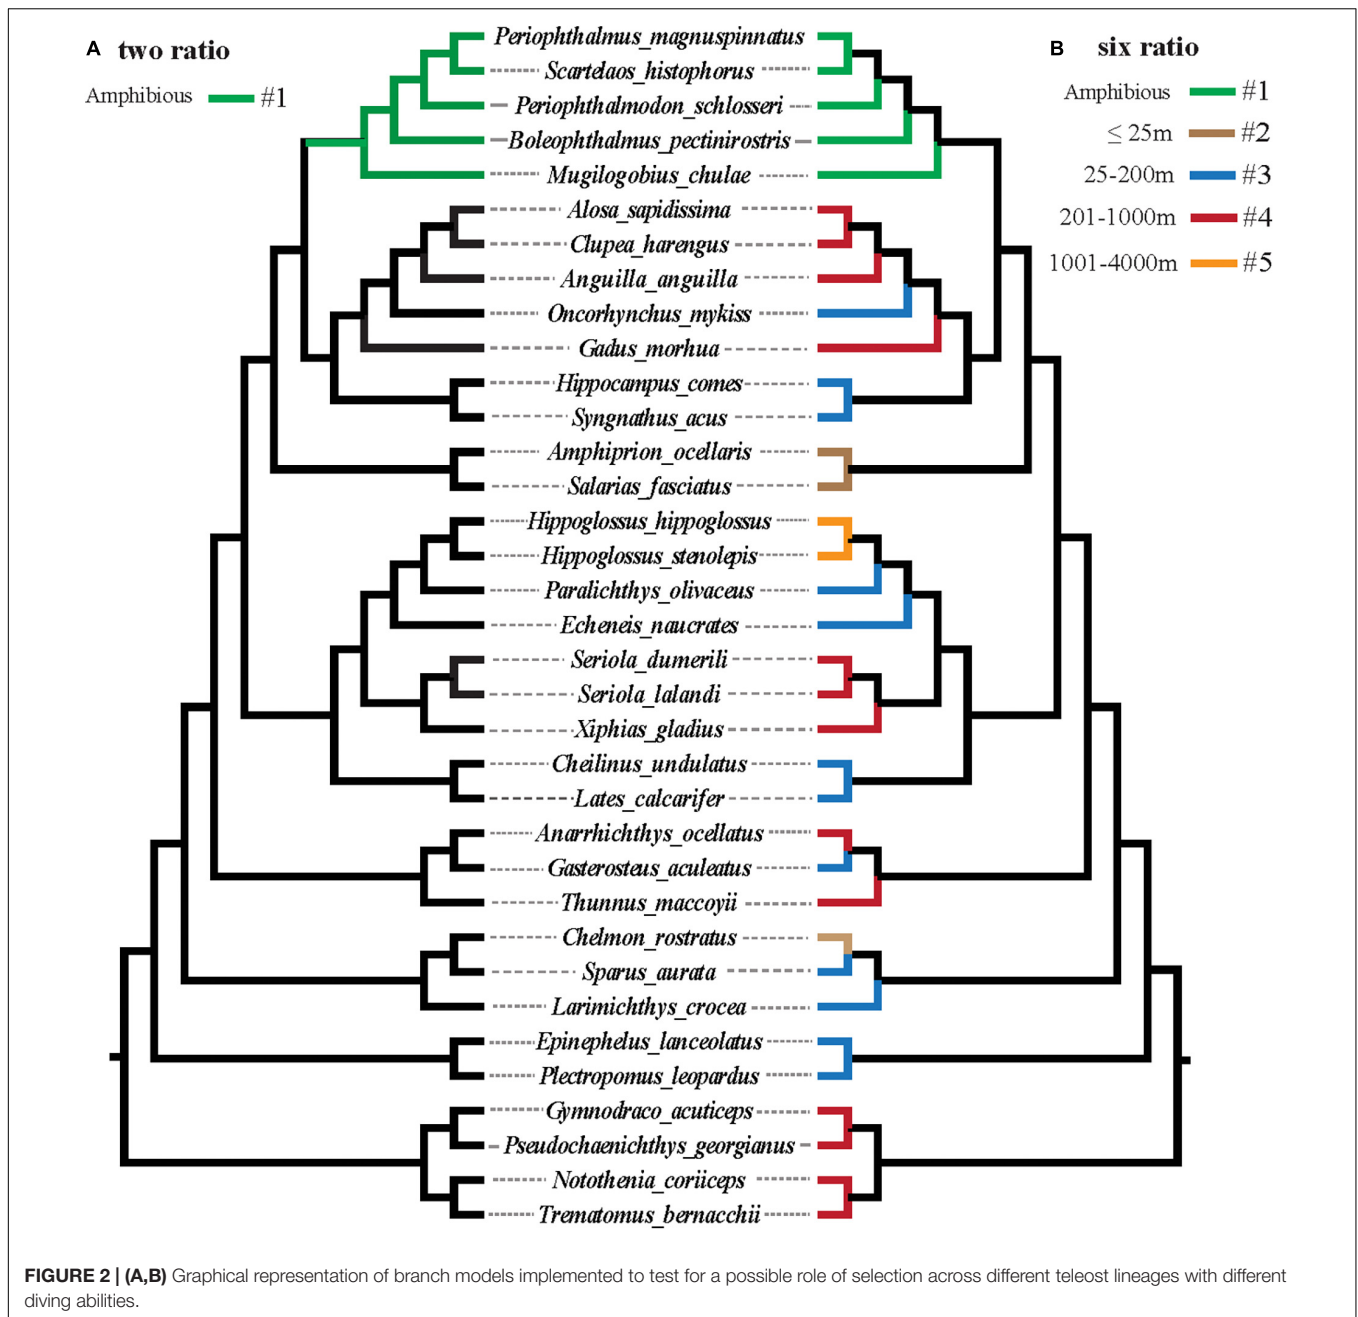 A two ratio
Amphibious #1
B six ratio
Amphibious #1
≤ 25m #2
25-200m #3
201-1000m #4
1001-4000m #5
Periophthalmus_magnuspinnatus
Scartelaos_histophorus
Periophthalmodon_schlosseri
Boleophthalmus_pectinirostris
Mugilogobius_chulae
Alosa_sapidissima
Clupea_harengus
Anguilla_anguilla
Oncorhynchus_mykiss
Gadus_morhua
Hippocampus_comes
Syngnathus_acus
Amphiprion_ocellaris
Salarias_fasciatus
Hippoglossus_hippoglossus
Hippoglossus_stenolepis
Paralichthys_olivaceus
Echeneis_naucrates
Seriola_dumerili
Seriola_lalandi
Xiphias_gladius
Cheilinus_undulatus
Lates_calcarifer
Anarrhichthys_ocellatus
Gasterosteus_aculeatus
Thunnus_maccoyii
Chelmon_rostratus
Sparus_aurata
Larimichthys_crocea
Epinephelus_lanceolatus
Plectropomus_leopardus
Gymnodraco_acuticeps
Pseudochaenichthys_georgianus
Notothenia_coriiceps
Trematomus_bernacchii
FIGURE 2 | (A,B) Graphical representation of branch models implemented to test for a possible role of selection across different teleost lineages with different
diving abilities.